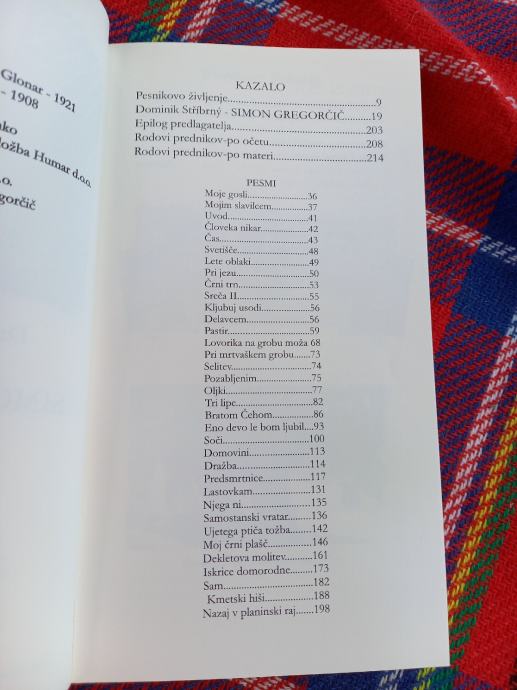 Glonar - 1921
- 1908
ložba Humar d.o.o.
.o.
gorčič
KAZALO
Pesnikovo življenje..................................9
Dominik Stříbrný - SIMON GREGORČIČ........19
Epilog predlagatelja................................203
Rodovi prednikov-po očetu.......................208
Rodovi prednikov-po materi.....................214
PESMI
Moje gosli..................36
Mojim slavilcem..........37
Uvod........................41
Človeka nikar..............42
Čas..........................43
Svetišče.....................48
Lete oblaki.................49
Pri jezu.....................50
Črni trn.....................53
Sreča II.....................55
Kljubuj usodi..............56
Delavcem..................56
Pastir.......................59
Lovorika na grobu moža 68
Pri mrtvaškem grobu.....73
Selitev......................74
Pozabljenim...............75
Oljki........................77
Tri lipe.....................82
Bratom Čehom............86
Eno devo le bom ljubil...93
Soči.........................100
Domovini..................113
Dražba.....................114
Predsmrtnice.............117
Lastovkam................131
Njega ni...................135
Samostanski vratar.......136
Ujetega ptiča tožba.......142
Moj črni plašč.............146
Dekletova molitev........161
Iskrice domorodne.......173
Sam.........................182
Kmetski hiši...............188
Nazaj v planinski raj......198